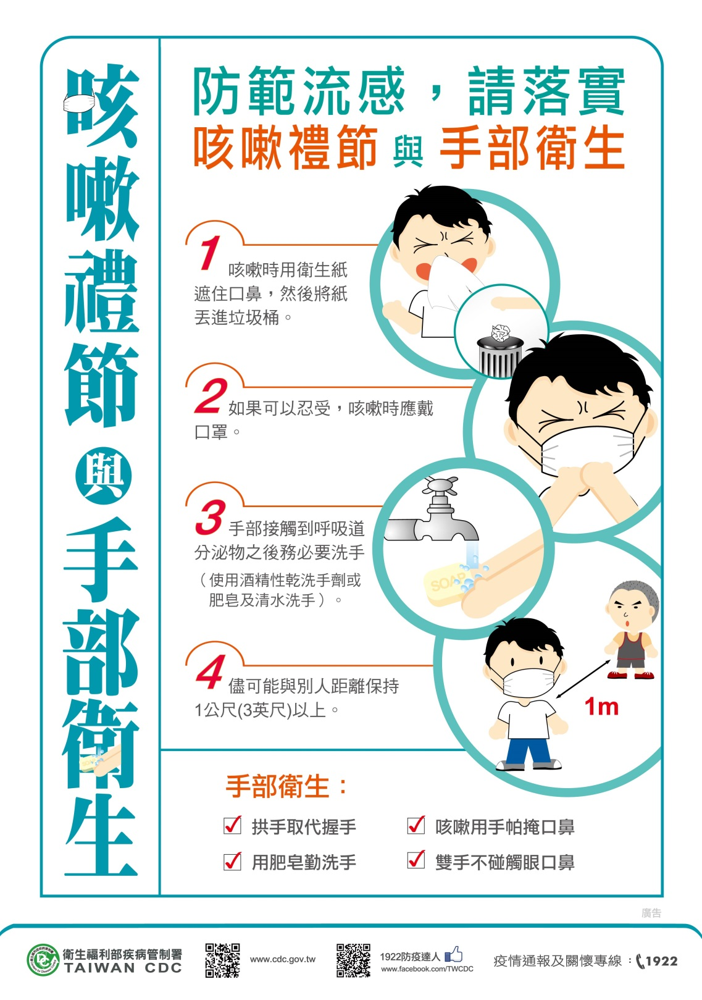 咳嗽禮節與手部衛生
防範流感，請落實
咳嗽禮節與手部衛生
1 咳嗽時用衛生紙
遮住口鼻，然後將紙
丟進垃圾桶。
2 如果可以忍受，咳嗽時應戴
口罩。
3 手部接觸到呼吸道
分泌物之後務必要洗手
（使用酒精性乾洗手劑或
肥皂及清水洗手）。
SOAP
4 儘可能與別人距離保持
1公尺(3英尺)以上。
1m
手部衛生：
拱手取代握手
咳嗽用手帕掩口鼻
用肥皂勤洗手
雙手不碰觸眼口鼻
廣告
衛生福利部疾病管制署
TAIWAN CDC
www.cdc.gov.tw
1922防疫達人
www.facebook.com/TWCDC
疫情通報及關懷專線：1922